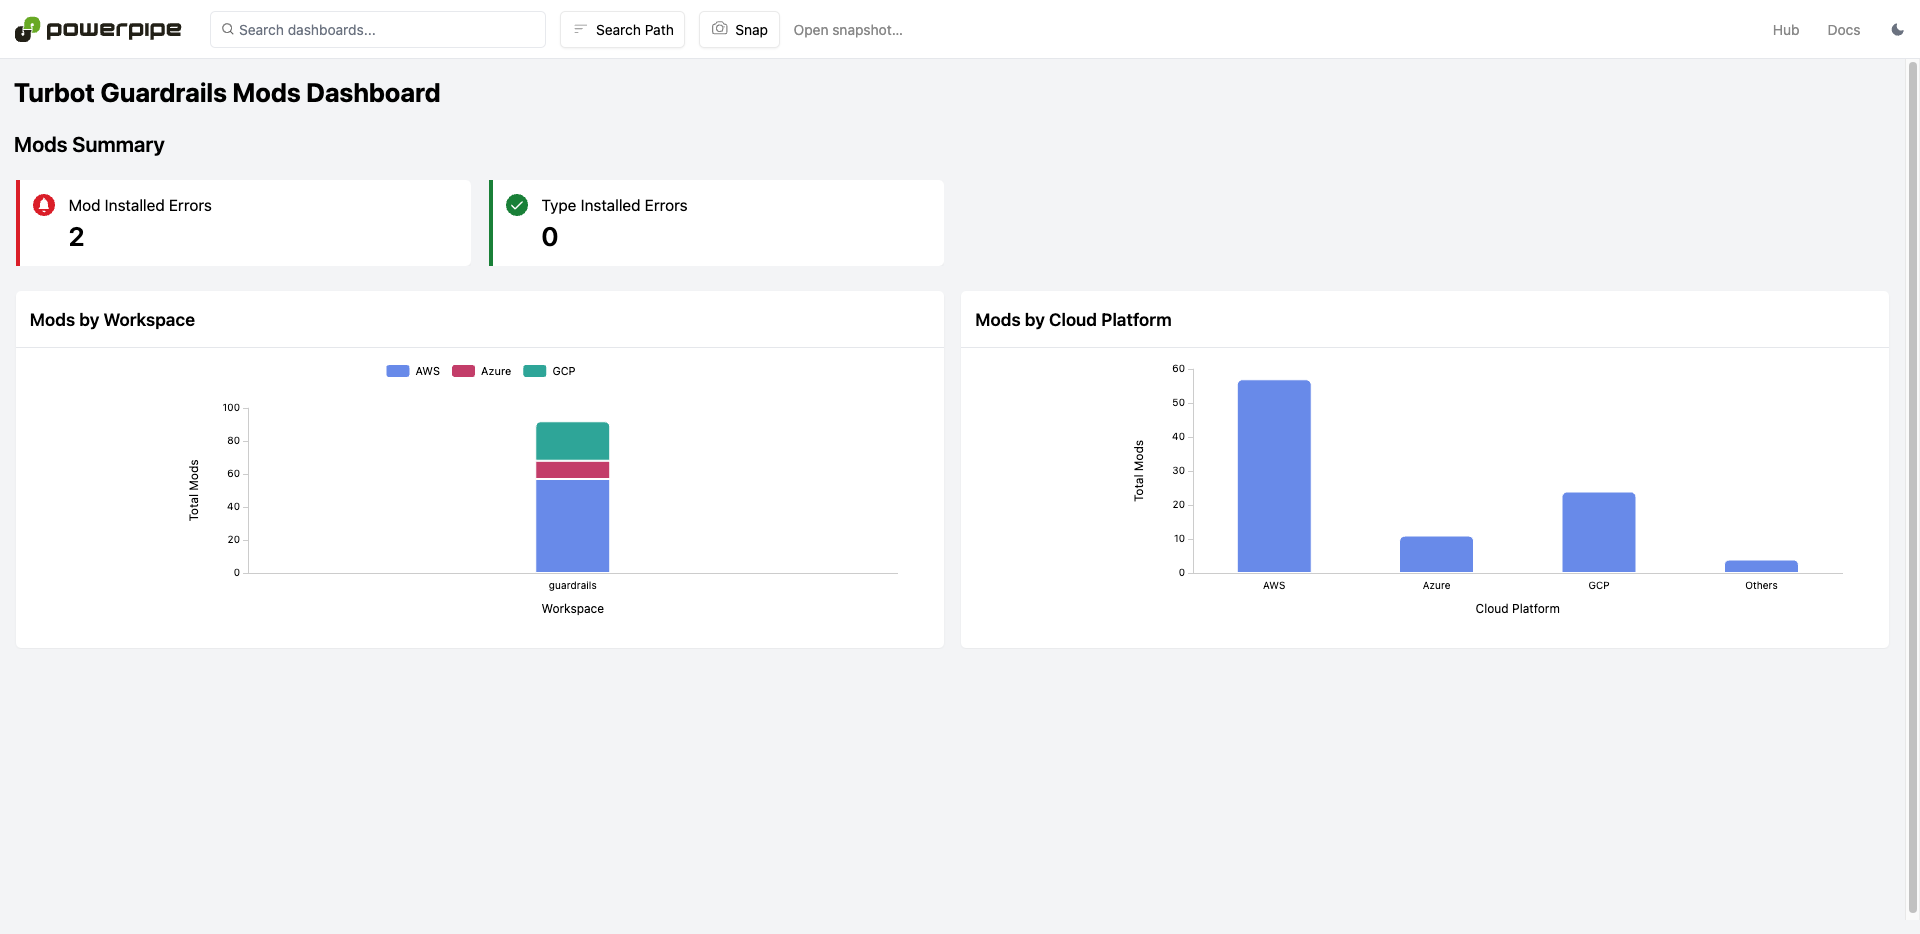 powerpipe
Search dashboards...
Search Path
Snap
Open snapshot...
Hub
Docs
Turbot Guardrails Mods Dashboard
Mods Summary
Mod Installed Errors
2
Type Installed Errors
0
Mods by Workspace
AWS
Azure
GCP
Total Mods
100
80
60
40
20
0
guardrails
Workspace
Mods by Cloud Platform
Total Mods
60
50
40
30
20
10
0
AWS
Azure
GCP
Others
Cloud Platform